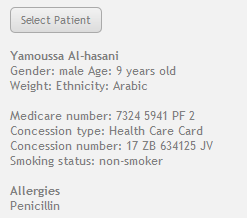 Select Patient
Yamoussa Al-hasani
Gender: male Age: 9 years old
Weight: Ethnicity: Arabic
Medicare number: 7324 5941 PF 2
Concession type: Health Care Card
Concession number: 17 ZB 634125 JV
Smoking status: non-smoker
Allergies
Penicillin